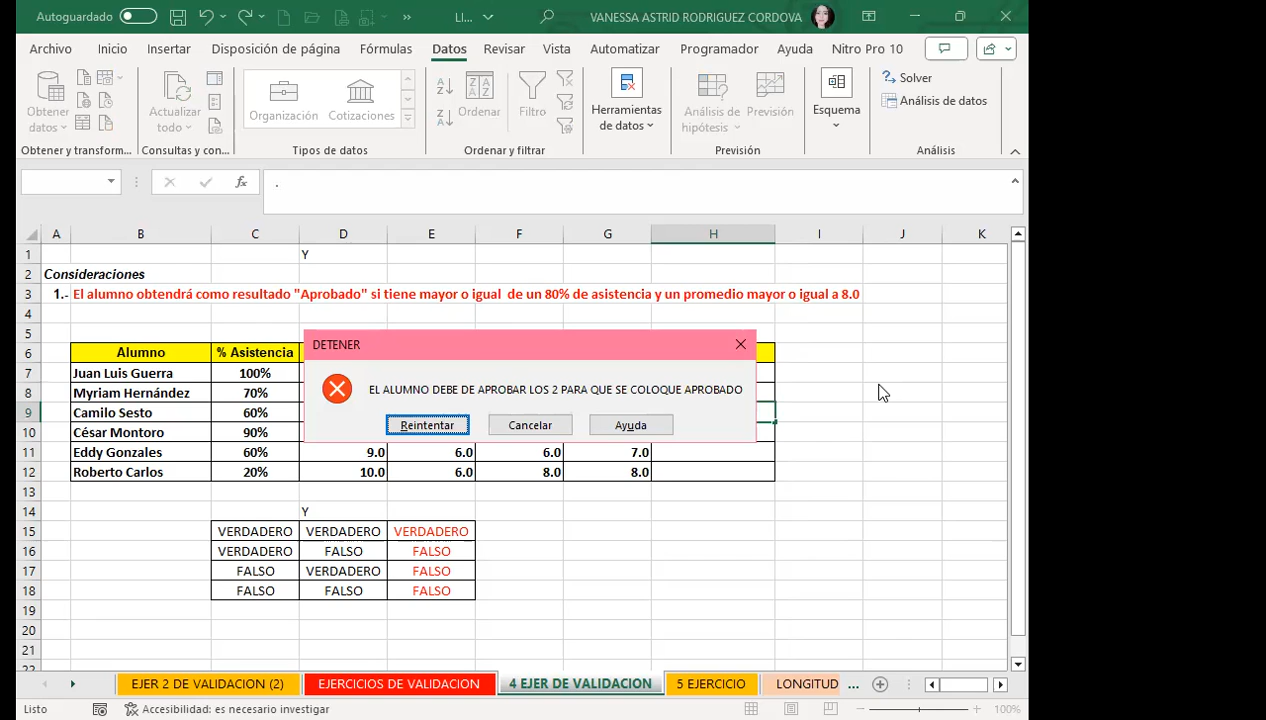 Autoguardado
LI...
VANESSA ASTRID RODRIGUEZ CORDOVA
Archivo Inicio Insertar Disposición de página Fórmulas Datos Revisar Vista Automatizar Programador Ayuda Nitro Pro 10
Obtener datos
Actualizar todo
Organización Cotizaciones
Ordenar
Filtro
Herramientas de datos
Análisis de hipótesis
Previsión
Esquema
Solver
Análisis de datos
Obtener y transform... Consultas y con... Tipos de datos Ordenar y filtrar Previsión Análisis
fx .
A B C D E F G H I J K
1 Y
2 Consideraciones
3 1.- El alumno obtendrá como resultado "Aprobado" si tiene mayor o igual de un 80% de asistencia y un promedio mayor o igual a 8.0
4
5
6 Alumno % Asistencia
7 Juan Luis Guerra 100%
8 Myriam Hernández 70%
9 Camilo Sesto 60%
10 César Montoro 90%
11 Eddy Gonzales 60% 9.0 6.0 6.0 7.0
12 Roberto Carlos 20% 10.0 6.0 8.0 8.0
13
14 Y
15 VERDADERO VERDADERO VERDADERO
16 VERDADERO FALSO FALSO
17 FALSO VERDADERO FALSO
18 FALSO FALSO FALSO
19
20
21
22
DETENER
EL ALUMNO DEBE DE APROBAR LOS 2 PARA QUE SE COLOQUE APROBADO
Reintentar Cancelar Ayuda
EJER 2 DE VALIDACION (2) EJERCICIOS DE VALIDACION 4 EJER DE VALIDACION 5 EJERCICIO LONGITUD ...
Listo Accesibilidad: es necesario investigar 100%